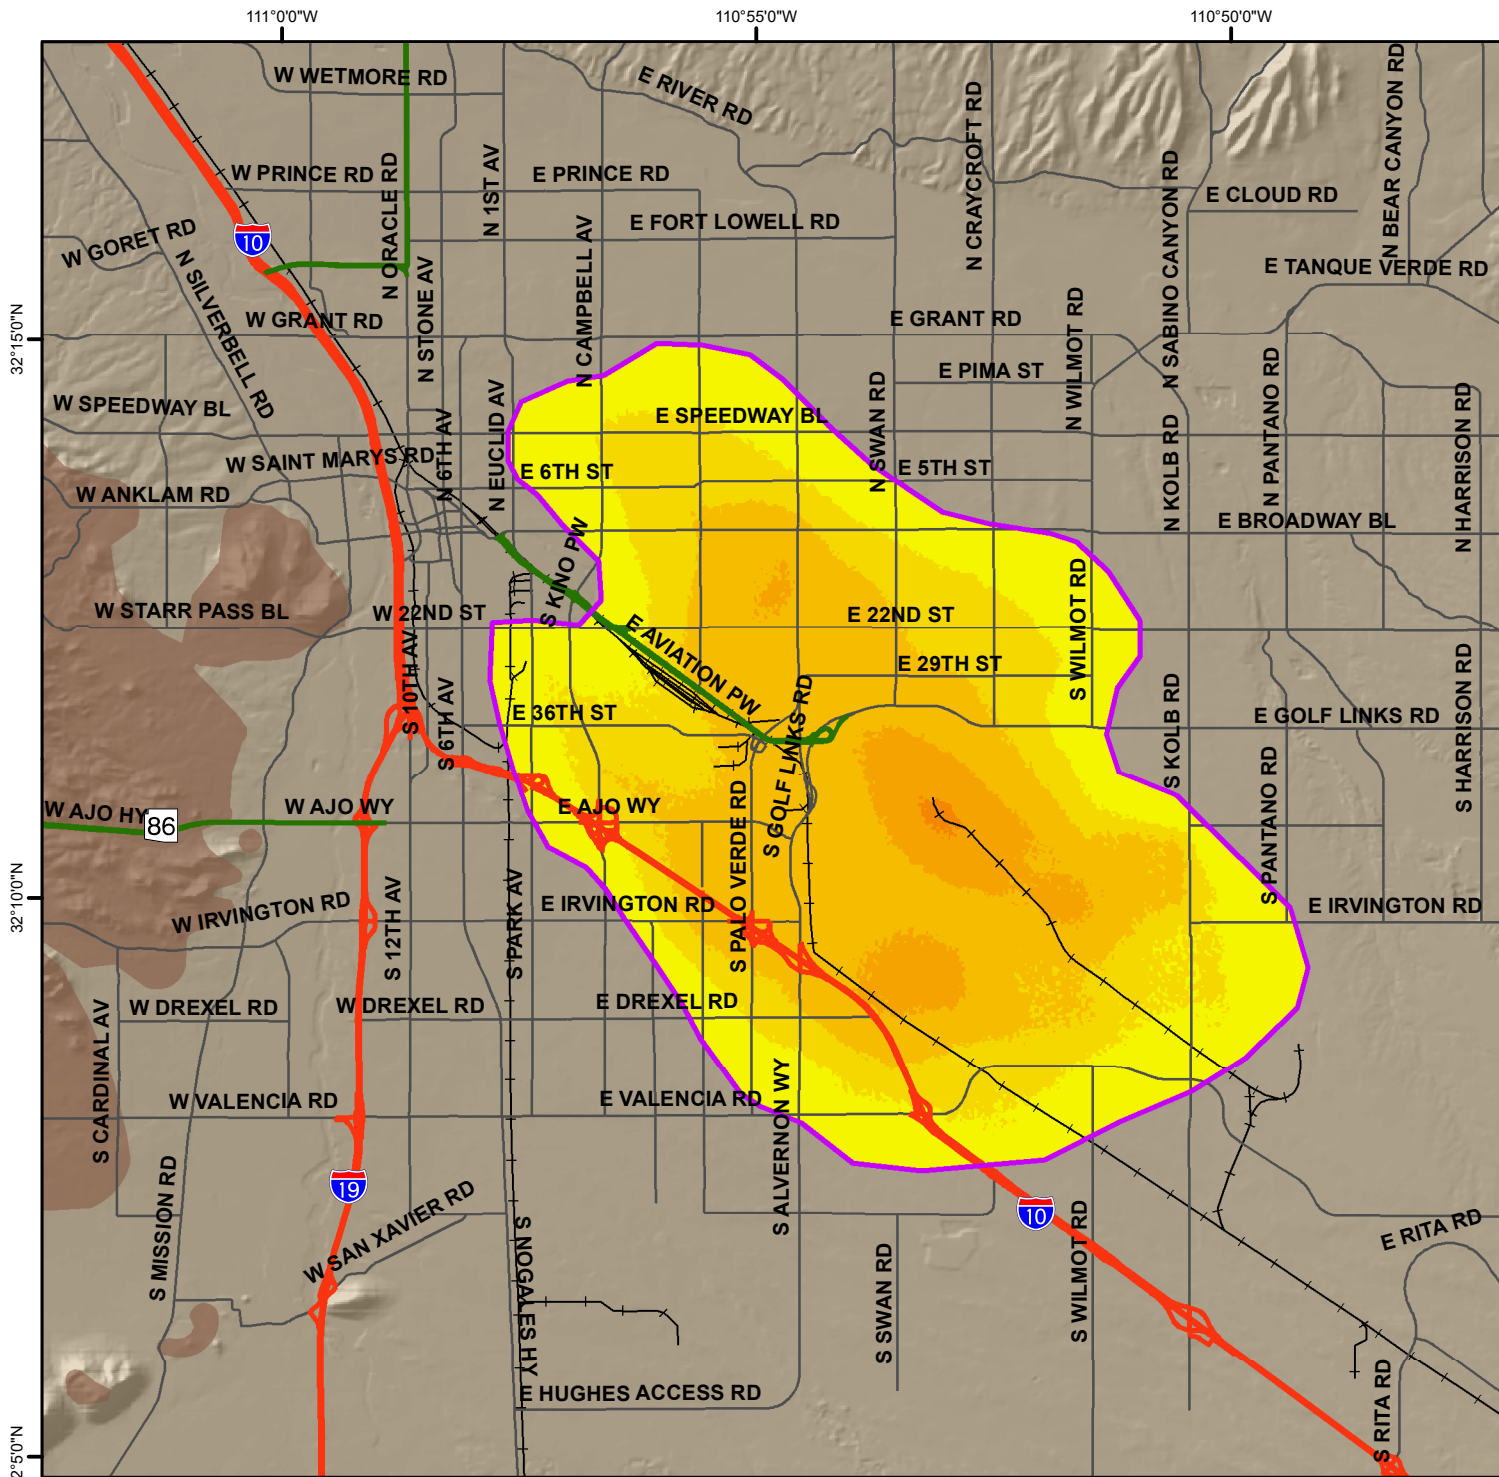 111°0'0"W
110°55'0"W
110°50'0"W
32°15'0"N
32°10'0"N
2°5'0"N
W WETMORE RD
E RIVER RD
N BEAR CANYON RD
N CRAYCROFT RD
W PRINCE RD
E PRINCE RD
N 1ST AV
N ORACLE RD
N SABINO CANYON RD
E CLOUD RD
E FORT LOWELL RD
W GORET RD
10
N CAMPBELL AV
E TANQUE VERDE RD
N SILVERBELL RD
N STONE AV
W GRANT RD
E GRANT RD
N WILMOT RD
E PIMA ST
N PANTANO RD
N SWAN RD
W SPEEDWAY BL
E SPEEDWAY BL
N EUCLID AV
N 6TH AV
N KOLB RD
N HARRISON RD
W SAINT MARYS RD
E 6TH ST
E 5TH ST
W ANKLAM RD
E BROADWAY BL
S KINO PW
W STARR PASS BL
W 22ND ST
E 22ND ST
S WILMOT RD
E AVIATION PW
E 29TH ST
S 10TH AV
S 6TH AV
E 36TH ST
S GOLF LINKS RD
E GOLF LINKS RD
S KOLB RD
S HARRISON RD
W AJO HY
86
W AJO WY
E AJO WY
S PALO VERDE RD
S PANTANO RD
W IRVINGTON RD
E IRVINGTON RD
E IRVINGTON RD
S 12TH AV
S PARK AV
W DREXEL RD
W DREXEL RD
E DREXEL RD
S CARDINAL AV
W VALENCIA RD
E VALENCIA RD
S ALVERNON WY
19
10
S MISSION RD
W SAN XAVIER RD
S NOGALES HY
S SWAN RD
S WILMOT RD
E RITA RD
E HUGHES ACCESS RD
S RITA RD